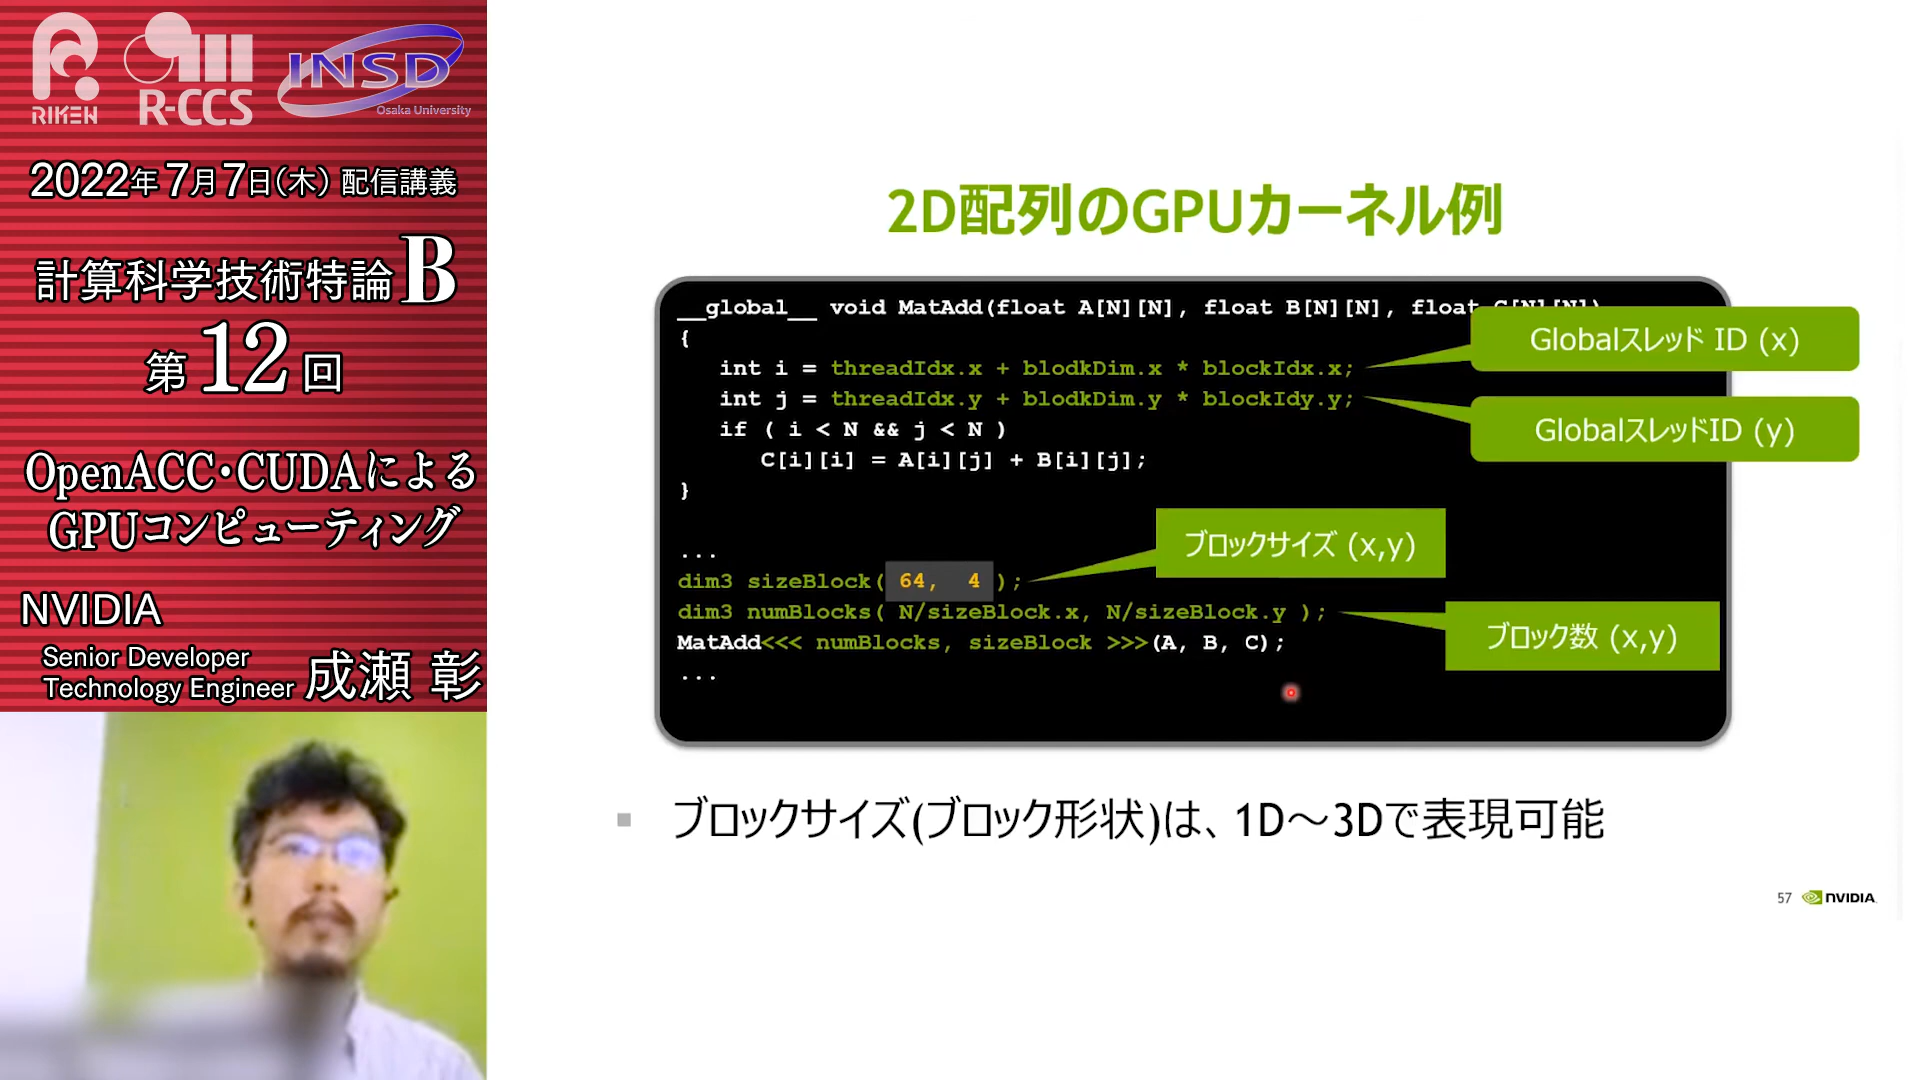 RIKEN
R-CCS
INSD
Osaka University
2022年7月7日(木) 配信講義
計算科学技術特論B
第12回
OpenACC・CUDAによる
GPUコンピューティング
NVIDIA
Senior Developer
Technology Engineer 成瀬 彰
2D配列のGPUカーネル例
__global__ void MatAdd(float A[N][N], float B[N][N], float C[N][N])
{
int i = threadIdx.x + blodkDim.x * blockIdx.x;
Globalスレッド ID (x)
int j = threadIdx.y + blodkDim.y * blockIdy.y;
GlobalスレッドID (y)
if ( i < N && j < N )
C[i][i] = A[i][j] + B[i][j];
}
...
ブロックサイズ (x,y)
dim3 sizeBlock( 64, 4 );
dim3 numBlocks( N/sizeBlock.x, N/sizeBlock.y );
ブロック数 (x,y)
MatAdd<<< numBlocks, sizeBlock >>>(A, B, C);
...
ブロックサイズ(ブロック形状)は、1D～3Dで表現可能
57 NVIDIA